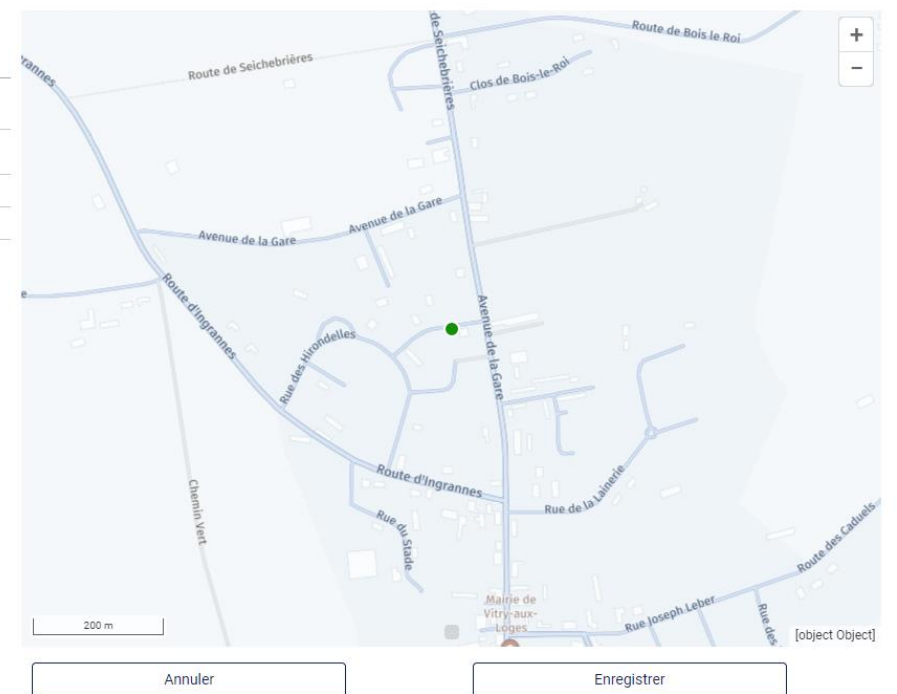 Route de Bois le Roi
de Seichebrières
Route de Seichebrières
Clos de Bois-le-Roi
+
−
rannes
Avenue de la Gare
Avenue de la Gare
e
Route d'Ingrannes
Avenue de la Gare
Rue des Hirondelles
Route d'Ingrannes
Chemin Vert
Rue du Stade
Rue de la Lainerie
Route des Caduels
Mairie de
Vitry-aux-
Loges
Rue Joseph Leber
Rue des
200 m
[object Object]
Annuler
Enregistrer